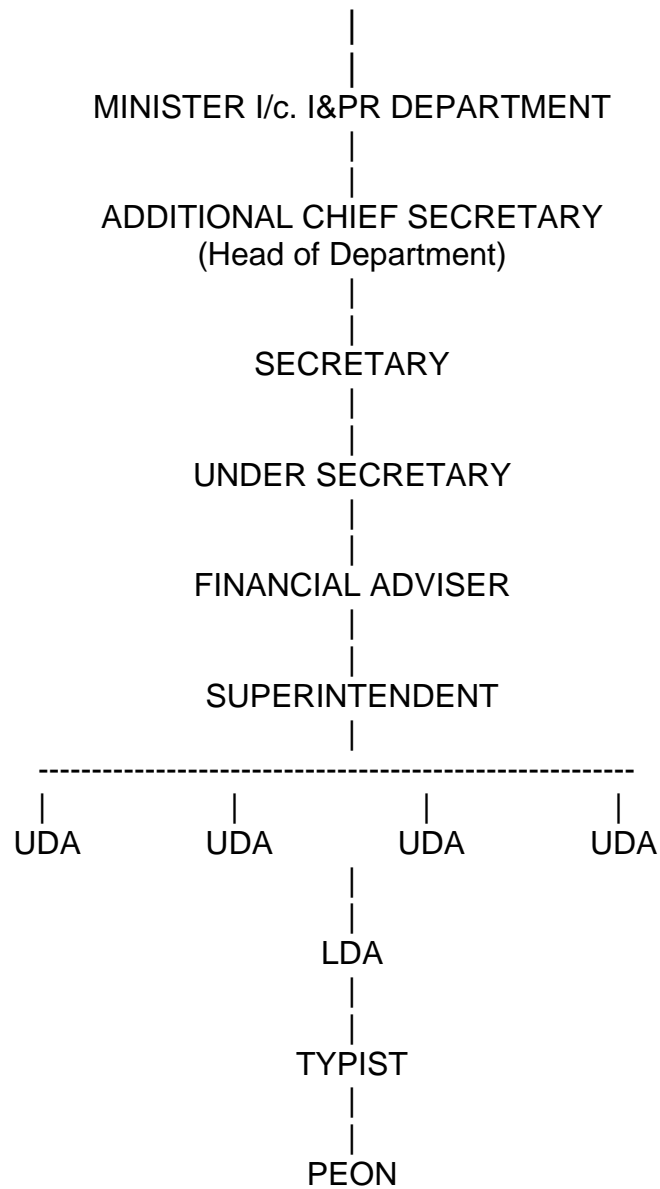 MINISTER I/c. I&PR DEPARTMENT
ADDITIONAL CHIEF SECRETARY
(Head of Department)
SECRETARY
UNDER SECRETARY
FINANCIAL ADVISER
SUPERINTENDENT
UDA UDA UDA UDA
LDA
TYPIST
PEON